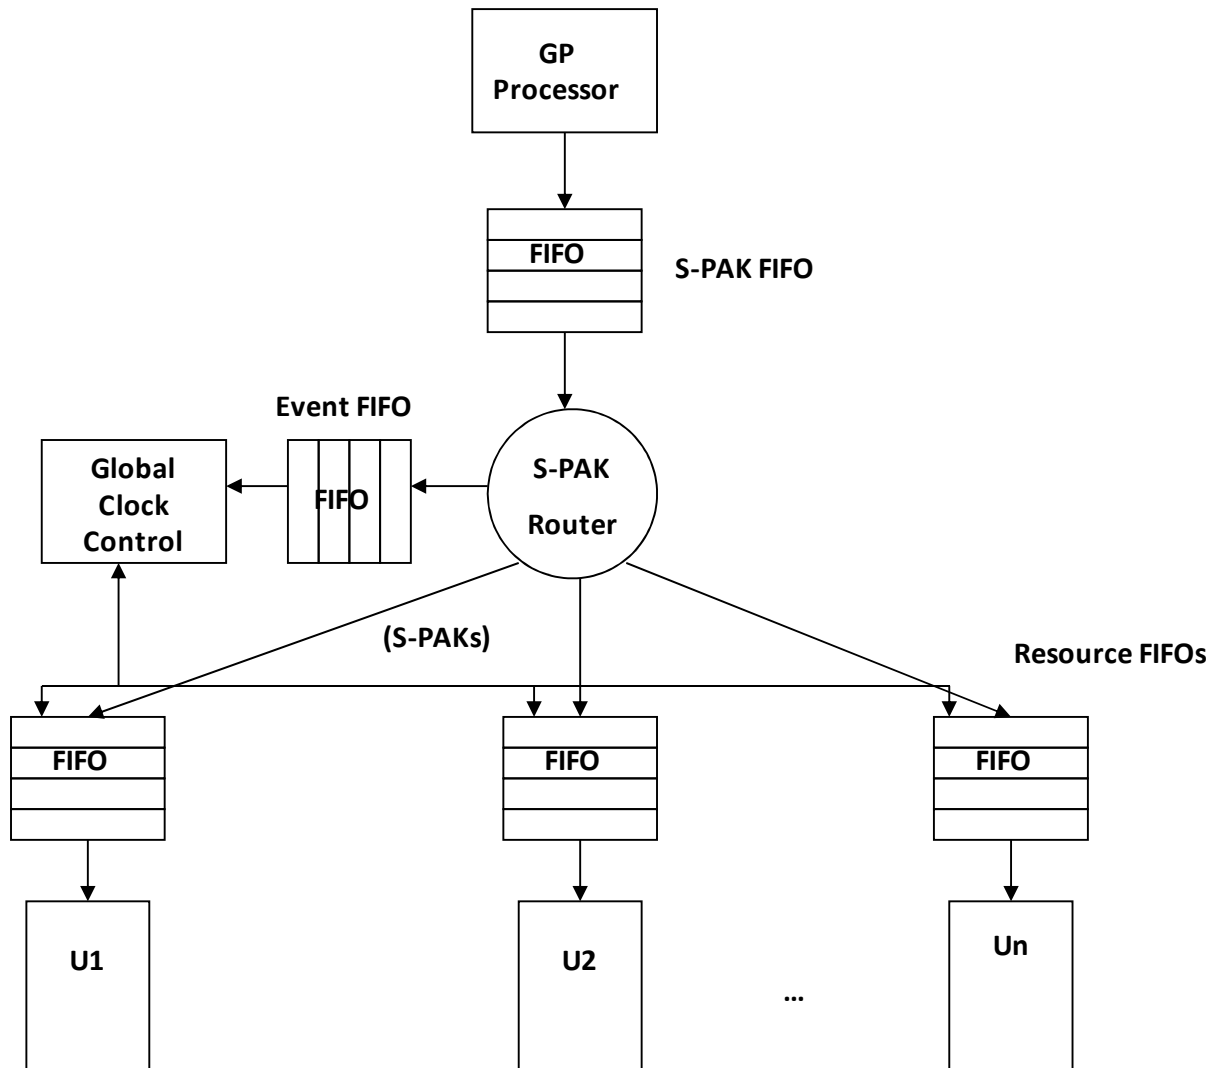 GP
Processor
FIFO
S-PAK FIFO
Event FIFO
Global
Clock
Control
FIFO
S-PAK
Router
(S-PAKs)
Resource FIFOs
FIFO
FIFO
FIFO
U1
U2
...
Un